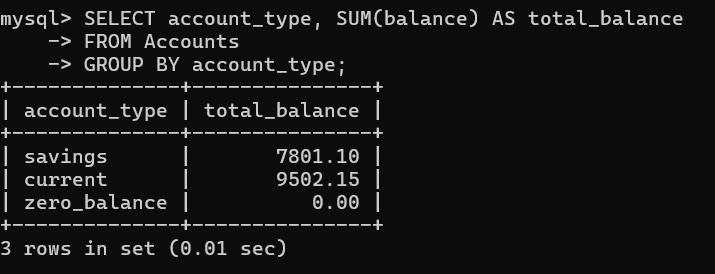 mysql> SELECT account_type, SUM(balance) AS total_balance
    -> FROM Accounts
    -> GROUP BY account_type;
+--------------+---------------+
| account_type | total_balance |
+--------------+---------------+
| savings      |       7801.10 |
| current      |       9502.15 |
| zero_balance |          0.00 |
+--------------+---------------+
3 rows in set (0.01 sec)